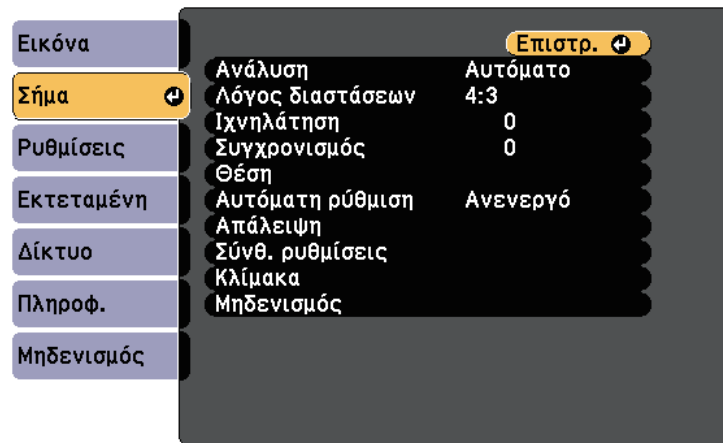 Εικόνα
Σήμα
Ρυθμίσεις
Εκτεταμένη
Δίκτυο
Πληροφ.
Μηδενισμός
Επιστρ.
Ανάλυση Αυτόματο
Λόγος διαστάσεων 4:3
Ιχνηλάτηση 0
Συγχρονισμός 0
Θέση
Αυτόματη ρύθμιση Ανενεργό
Απάλειψη
Σύνθ. ρυθμίσεις
Κλίμακα
Μηδενισμός